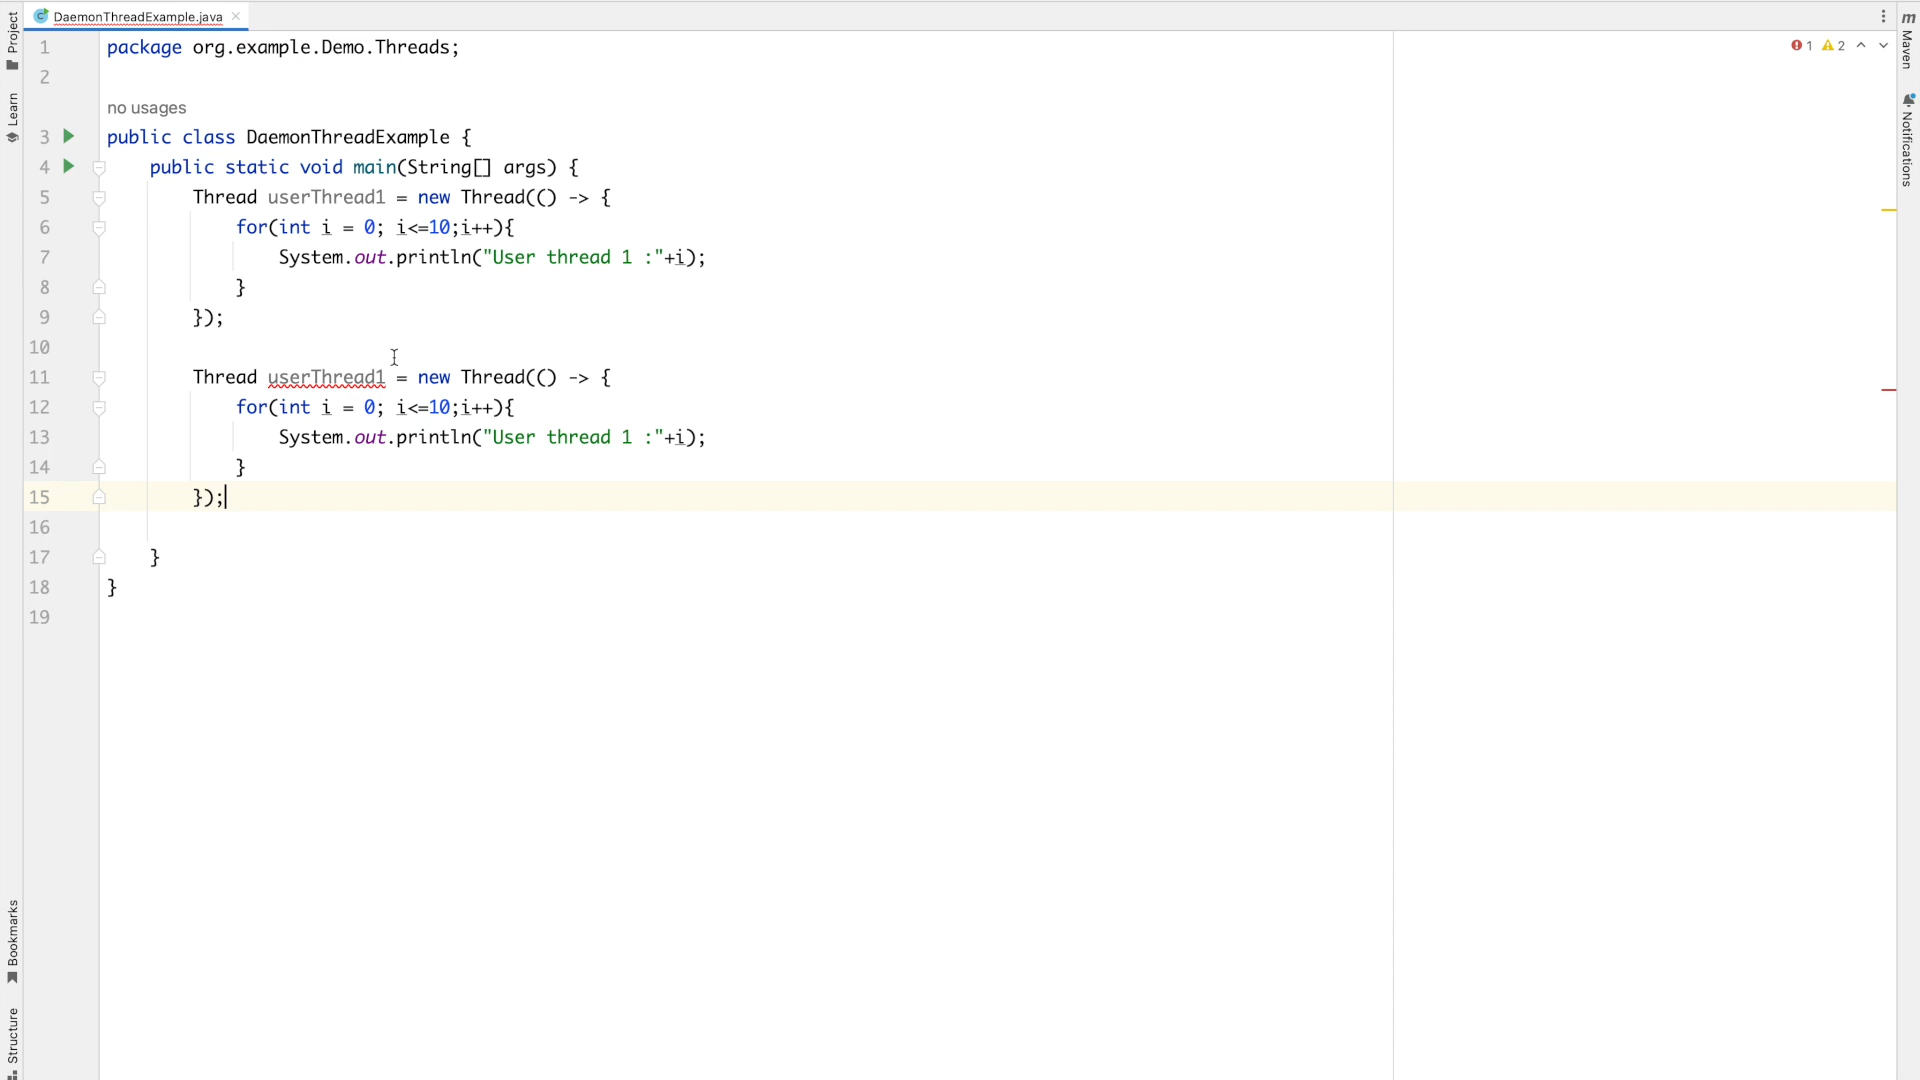 DaemonThreadExample.java
1 2
Project
Learn
Bookmarks
Structure
m
Maven
Notifications
1 package org.example.Demo.Threads;
2
no usages
3 public class DaemonThreadExample {
4 public static void main(String[] args) {
5 Thread userThread1 = new Thread(() -> {
6 for(int i = 0; i<=10;i++){
7 System.out.println("User thread 1 :"+i);
8 }
9 });
10
11 Thread userThread1 = new Thread(() -> {
12 for(int i = 0; i<=10;i++){
13 System.out.println("User thread 1 :"+i);
14 }
15 });
16
17 }
18 }
19